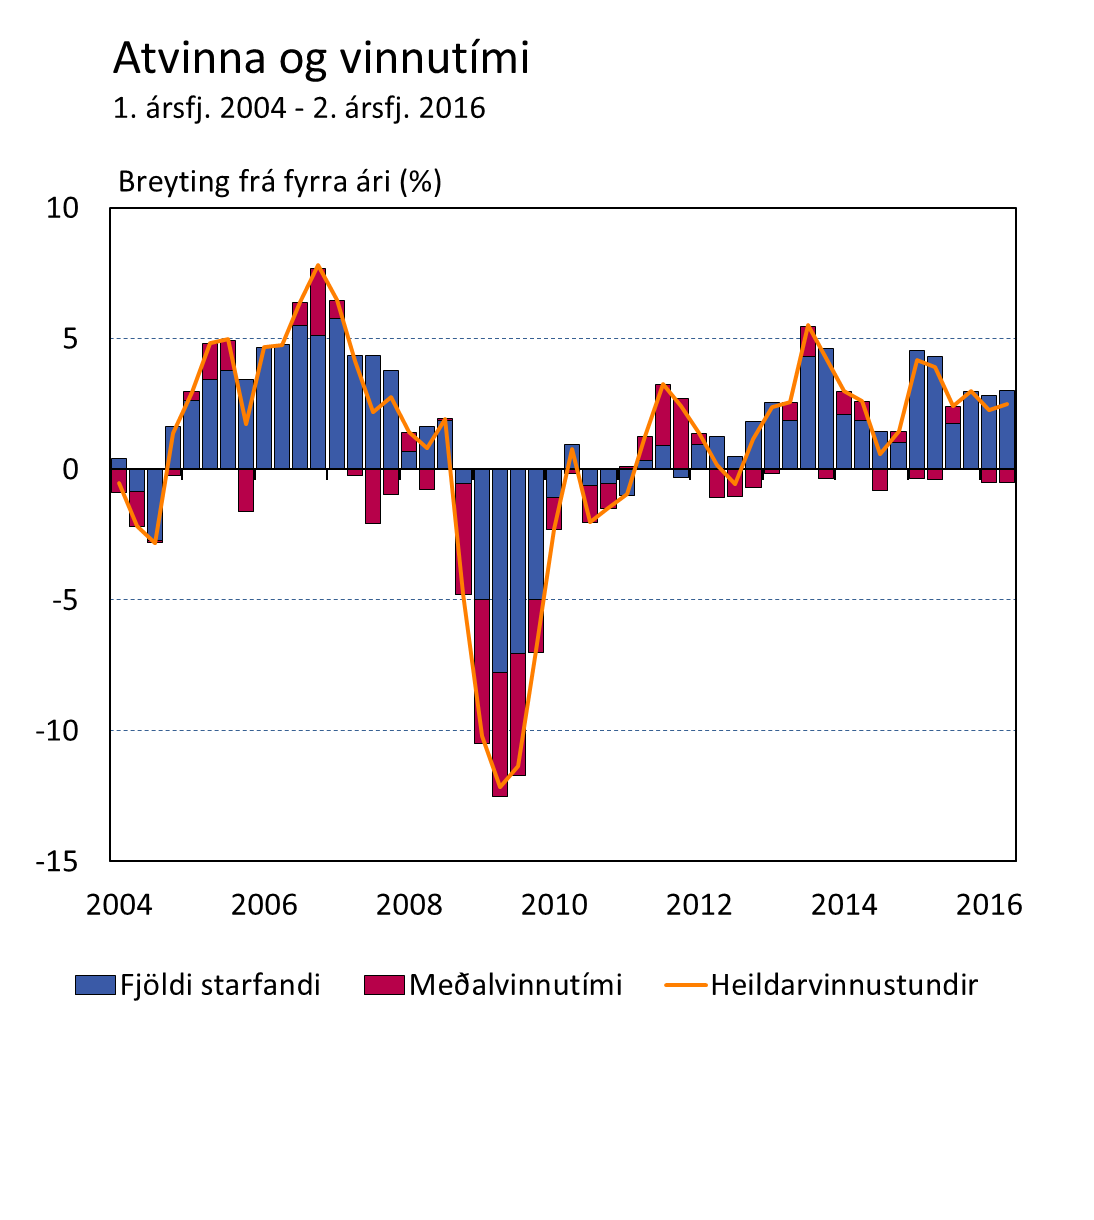 Atvinna og vinnutími
1. ársfj. 2004 - 2. ársfj. 2016
Breyting frá fyrra ári (%)
10
5
0
-5
-10
-15
2004 2006 2008 2010 2012 2014 2016
Fjöldi starfandi Meðalvinnutími Heildarvinnustundir